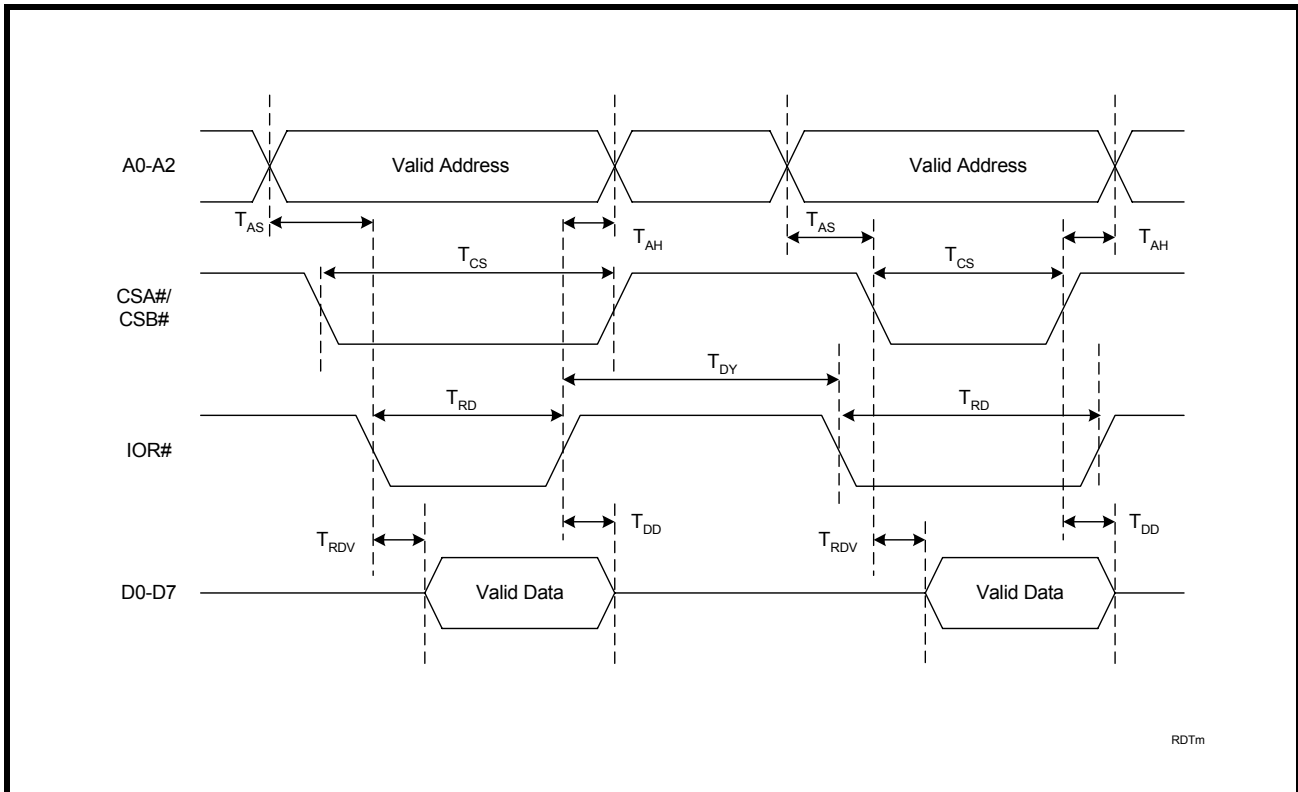 A0-A2
Valid Address
Valid Address
TAS
TAH
TAS
TAH
TCS
TCS
CSA#/
CSB#
TDY
TRD
TRD
IOR#
TRDV
TDD
TRDV
TDD
D0-D7
Valid Data
Valid Data
RDTm